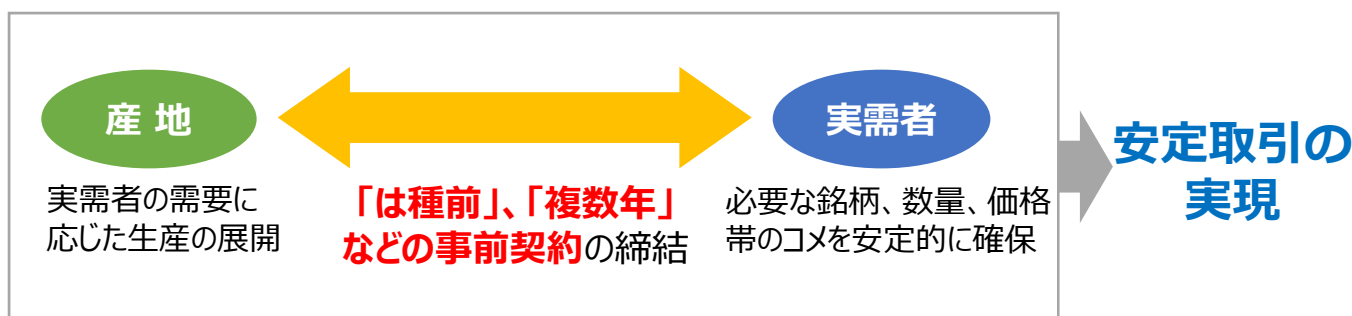 産 地
実需者の需要に
応じた生産の展開
「は種前」、「複数年」
などの事前契約の締結
実需者
必要な銘柄、数量、価格
帯のコメを安定的に確保
安定取引の
実現